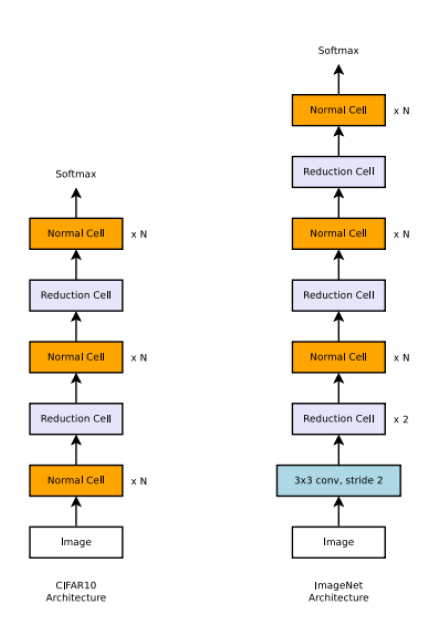 Softmax
Normal Cell
x N
Reduction Cell
Normal Cell
x N
Reduction Cell
Normal Cell
x N
Image
CIFAR10
Architecture
Softmax
Normal Cell
x N
Reduction Cell
Normal Cell
x N
Reduction Cell
Normal Cell
x N
Reduction Cell
x 2
3x3 conv, stride 2
Image
ImageNet
Architecture